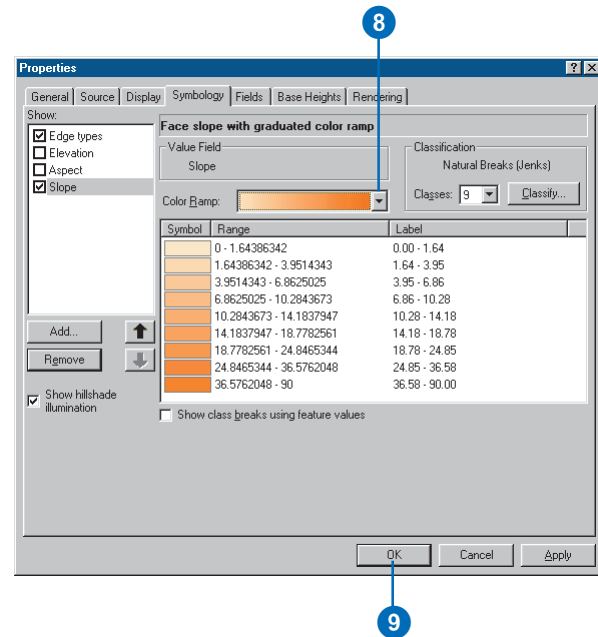 8
Properties
General Source Display Symbology Fields Base Heights Rendering
Show:
Edge types
Elevation
Aspect
Slope
Add...
Remove
Show hillshade
illumination
Face slope with graduated color ramp
Value Field
Slope
Classification
Natural Breaks (Jenks)
Classes: 9 Classify...
Color Ramp:
Symbol Range Label
0 - 1.64386342 0.00 - 1.64
1.64386342 - 3.9514343 1.64 - 3.95
3.9514343 - 6.8625025 3.95 - 6.86
6.8625025 - 10.2843673 6.86 - 10.28
10.2843673 - 14.1837947 10.28 - 14.18
14.1837947 - 18.7782561 14.18 - 18.78
18.7782561 - 24.8465344 18.78 - 24.85
24.8465344 - 36.5762048 24.85 - 36.58
36.5762048 - 90 36.58 - 90.00
Show class breaks using feature values
OK Cancel Apply
9